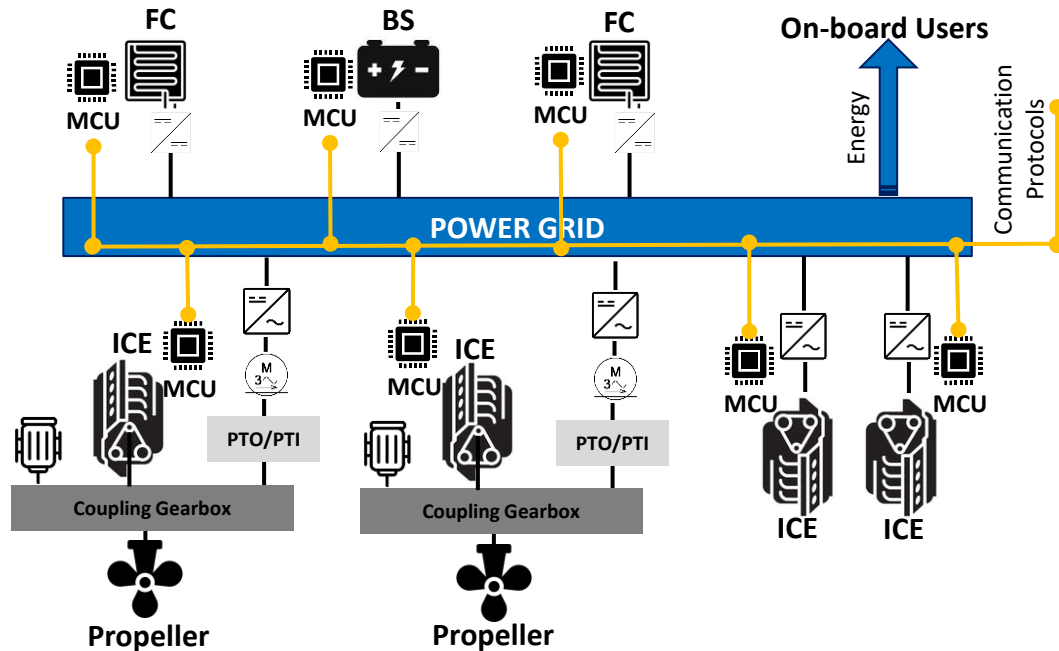 FC
BS
FC
On-board Users
MCU
MCU
MCU
Energy
Communication
Protocols
POWER GRID
ICE
MCU
ICE
MCU
MCU
MCU
M
3
M
3
PTO/PTI
PTO/PTI
Coupling Gearbox
Coupling Gearbox
ICE
ICE
Propeller
Propeller